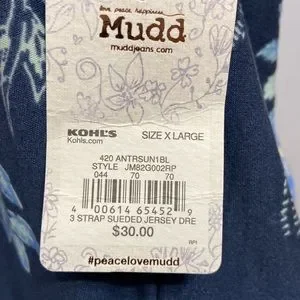 love peace happiness
Mudd
muddjeans.com
KOHL'S
Kohls.com
SIZE X LARGE
420 ANTRSUN1BL
STYLE JM82G002RP
044 70 70
4 00614 65452 9
3 STRAP SUEDED JERSEY DRE
$30.00
RP1
#peacelovemudd